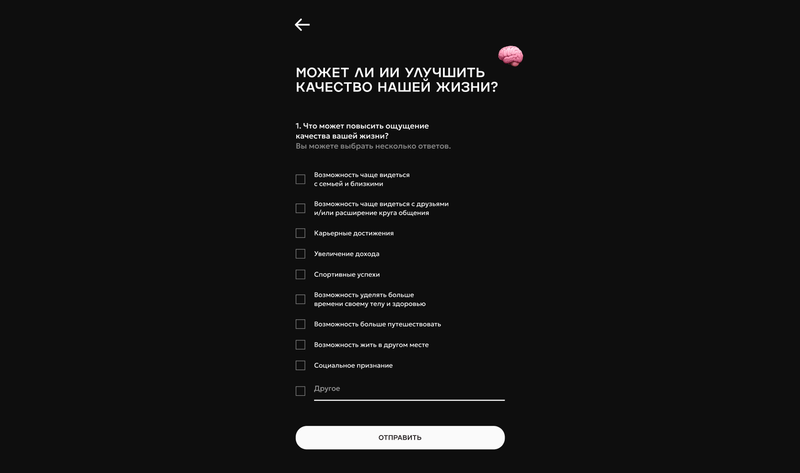 МОЖЕТ ЛИ ИИ УЛУЧШИТЬ
КАЧЕСТВО НАШЕЙ ЖИЗНИ?
1. Что может повысить ощущение
качества вашей жизни?
Вы можете выбрать несколько ответов.
Возможность чаще видеться
с семьей и близкими
Возможность чаще видеться с друзьями
и/или расширение круга общения
Карьерные достижения
Увеличение дохода
Спортивные успехи
Возможность уделять больше
времени своему телу и здоровью
Возможность больше путешествовать
Возможность жить в другом месте
Социальное признание
Другое
ОТПРАВИТЬ